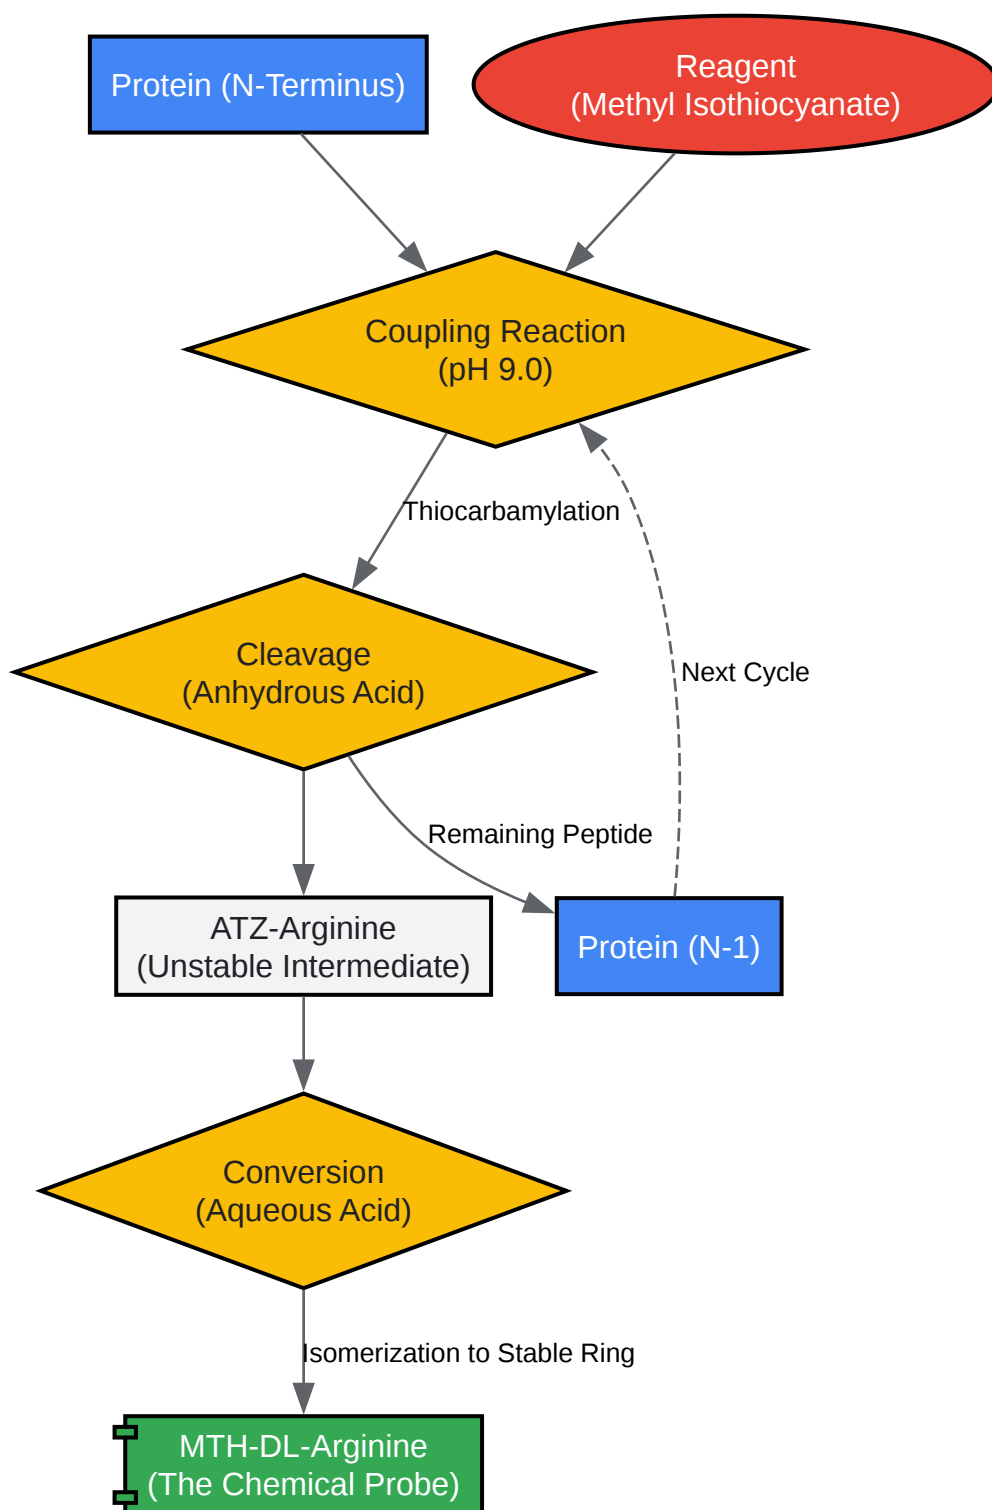 Protein (N-Terminus)
Reagent
(Methyl Isothiocyanate)
Coupling Reaction
(pH 9.0)
Thiocarbamylation
Cleavage
(Anhydrous Acid)
Next Cycle
Remaining Peptide
ATZ-Arginine
(Unstable Intermediate)
Protein (N-1)
Conversion
(Aqueous Acid)
Isomerization to Stable Ring
MTH-DL-Arginine
(The Chemical Probe)